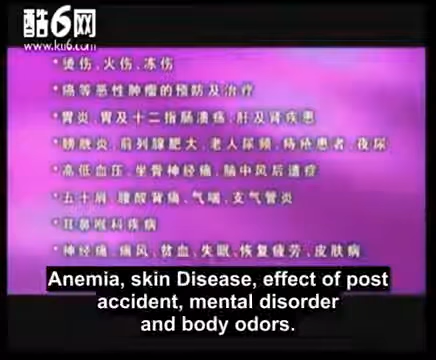 酷6网
www.ku6.com
*烫伤、火伤、冻伤
*癌等恶性肿瘤的预防及治疗
*胃炎、胃及十二指肠溃疡、肝及肾疾患
*膀胱炎、前列腺肥大、老人尿频、痔疮患者、夜尿
*高低血压、坐骨神经痛、脑中风后遗症
*五十肩、腰酸背痛、气喘、支气管炎
*耳鼻喉科疾病
*神经痛、痛风、贫血、失眠、恢复疲劳、皮肤病
Anemia, skin Disease, effect of post
accident, mental disorder
and body odors.